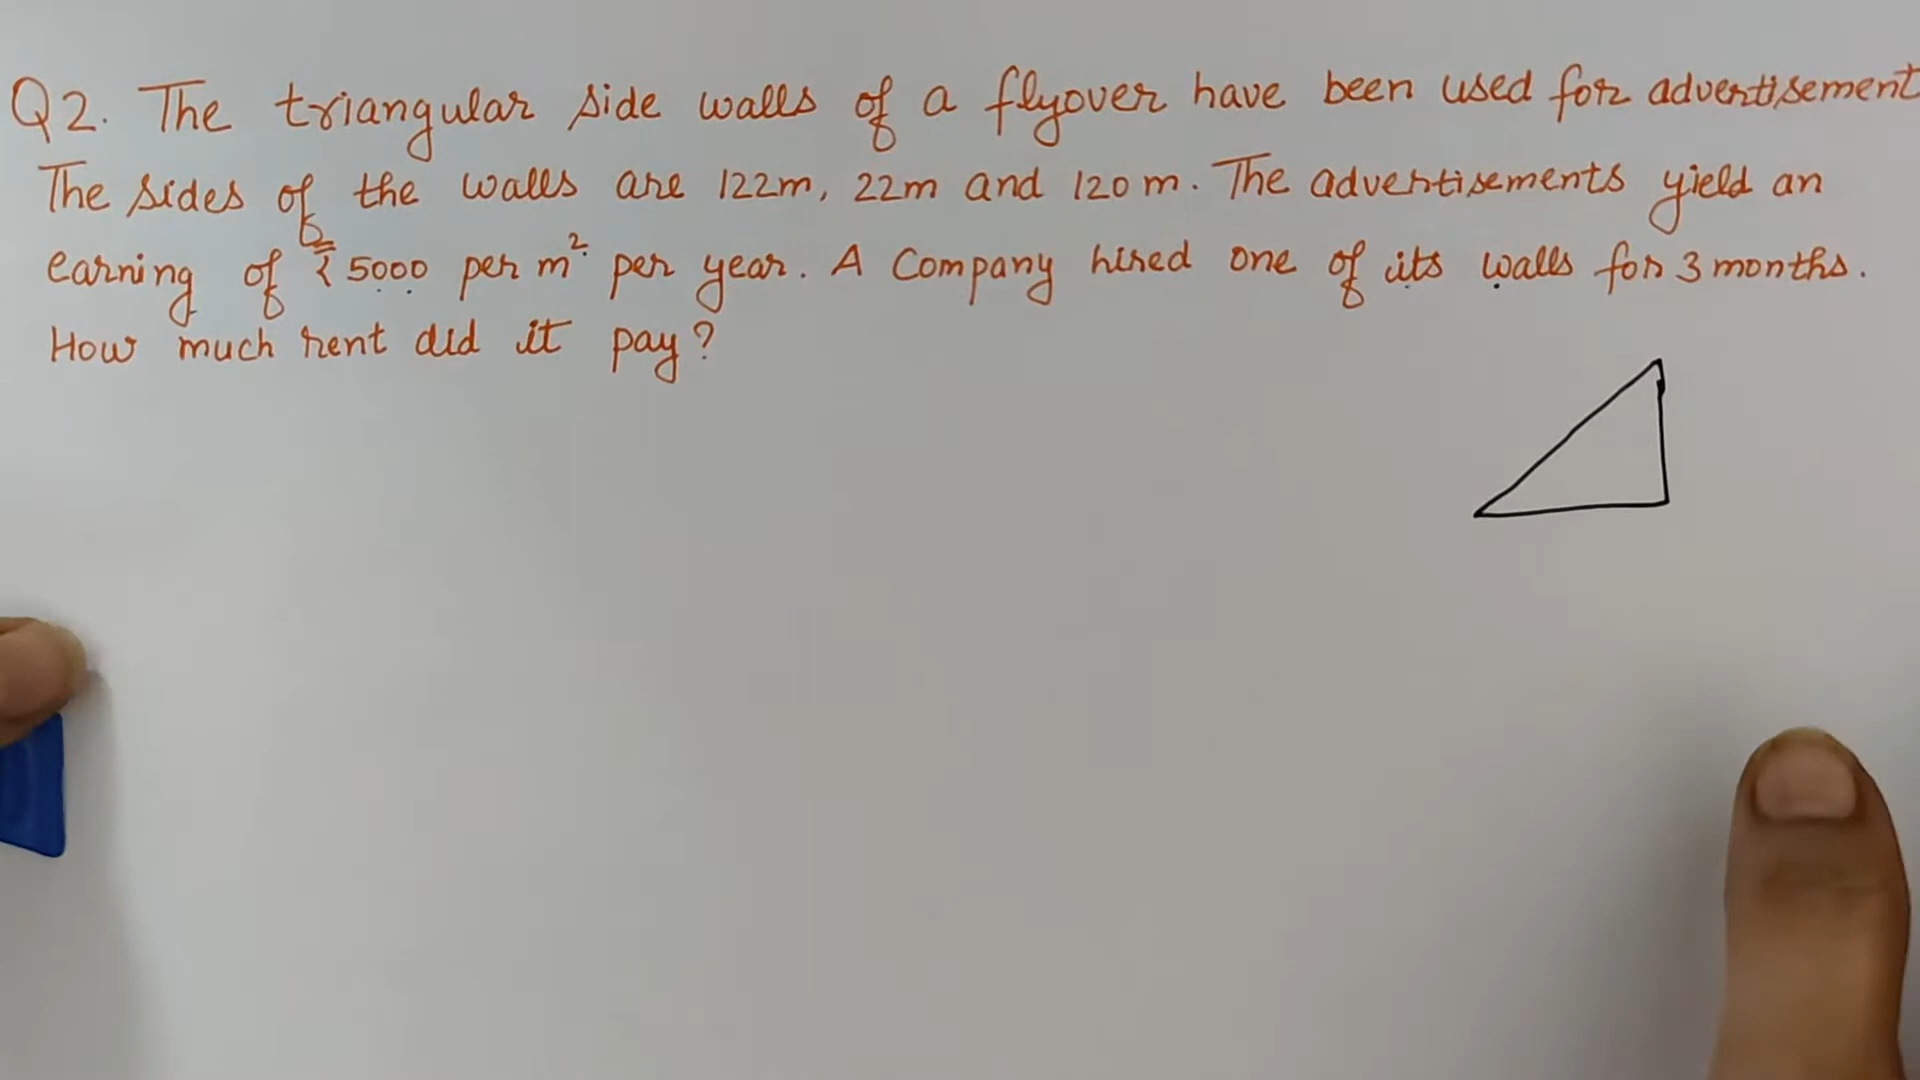 Q2. The triangular side walls of a flyover have been used for advertisement
The sides of the walls are 122m, 22m and 120m. The advertisements yield an
earning of ₹5000 per m² per year. A Company hired one of its walls for 3 months.
How much rent did it pay?